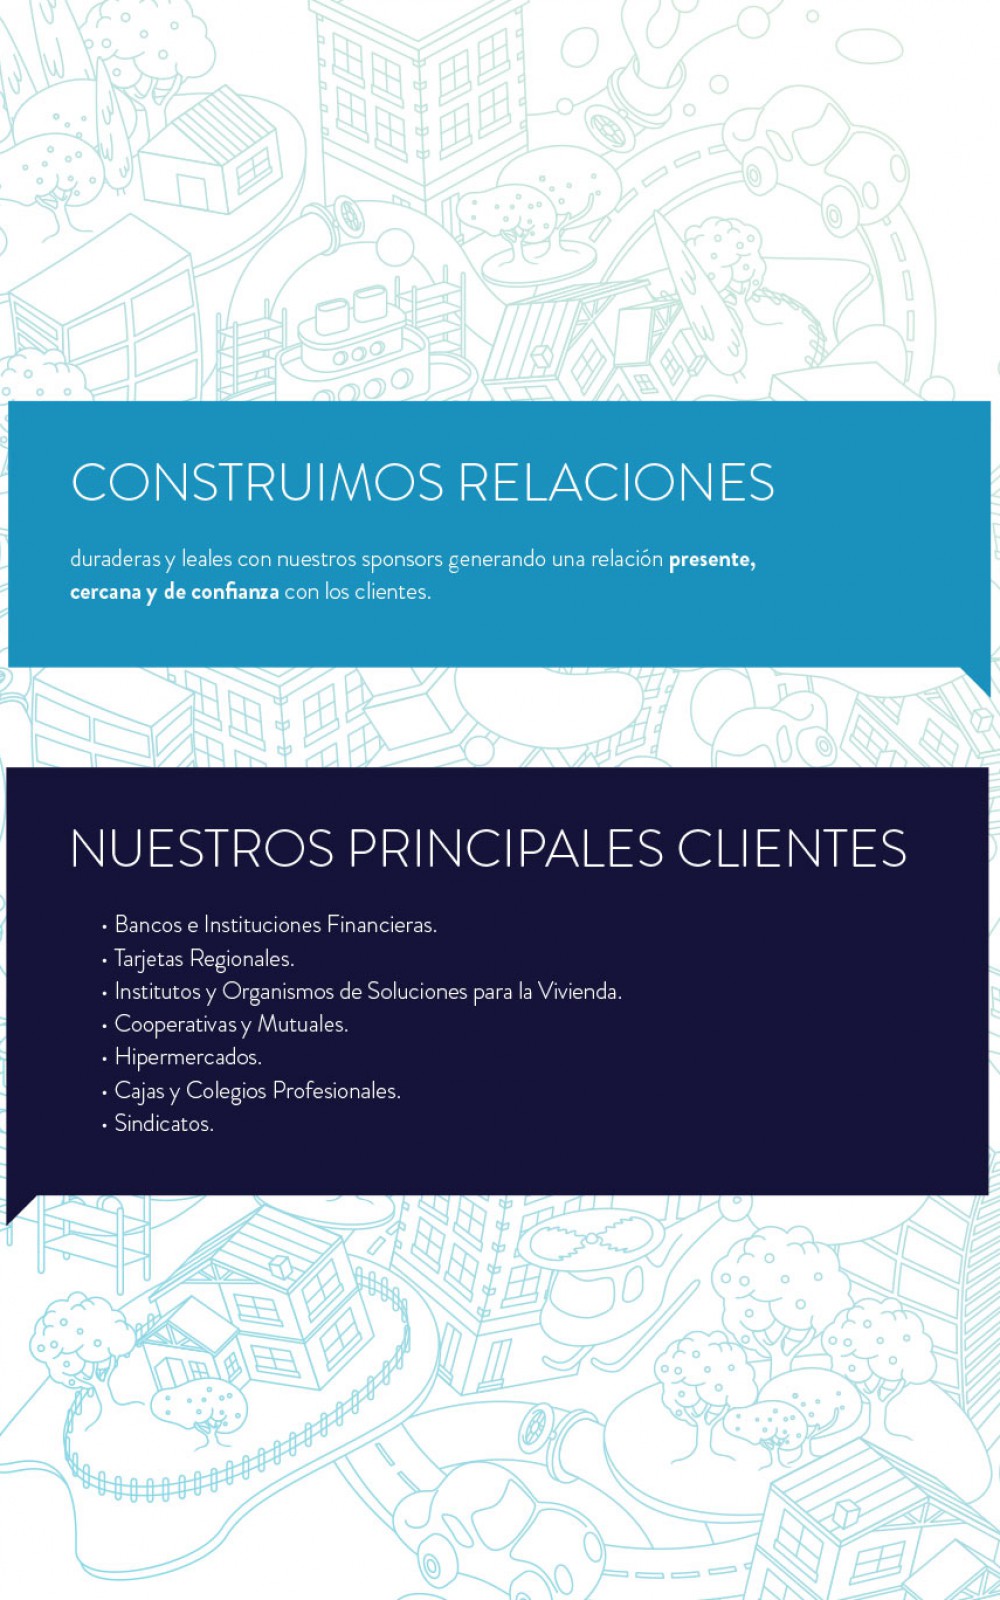 CONSTRUIMOS RELACIONES
duraderas y leales con nuestros sponsors generando una relación presente,
cercana y de confianza con los clientes.
NUESTROS PRINCIPALES CLIENTES
• Bancos e Instituciones Financieras.
• Tarjetas Regionales.
• Institutos y Organismos de Soluciones para la Vivienda.
• Cooperativas y Mutuales.
• Hipermercados.
• Cajas y Colegios Profesionales.
• Sindicatos.